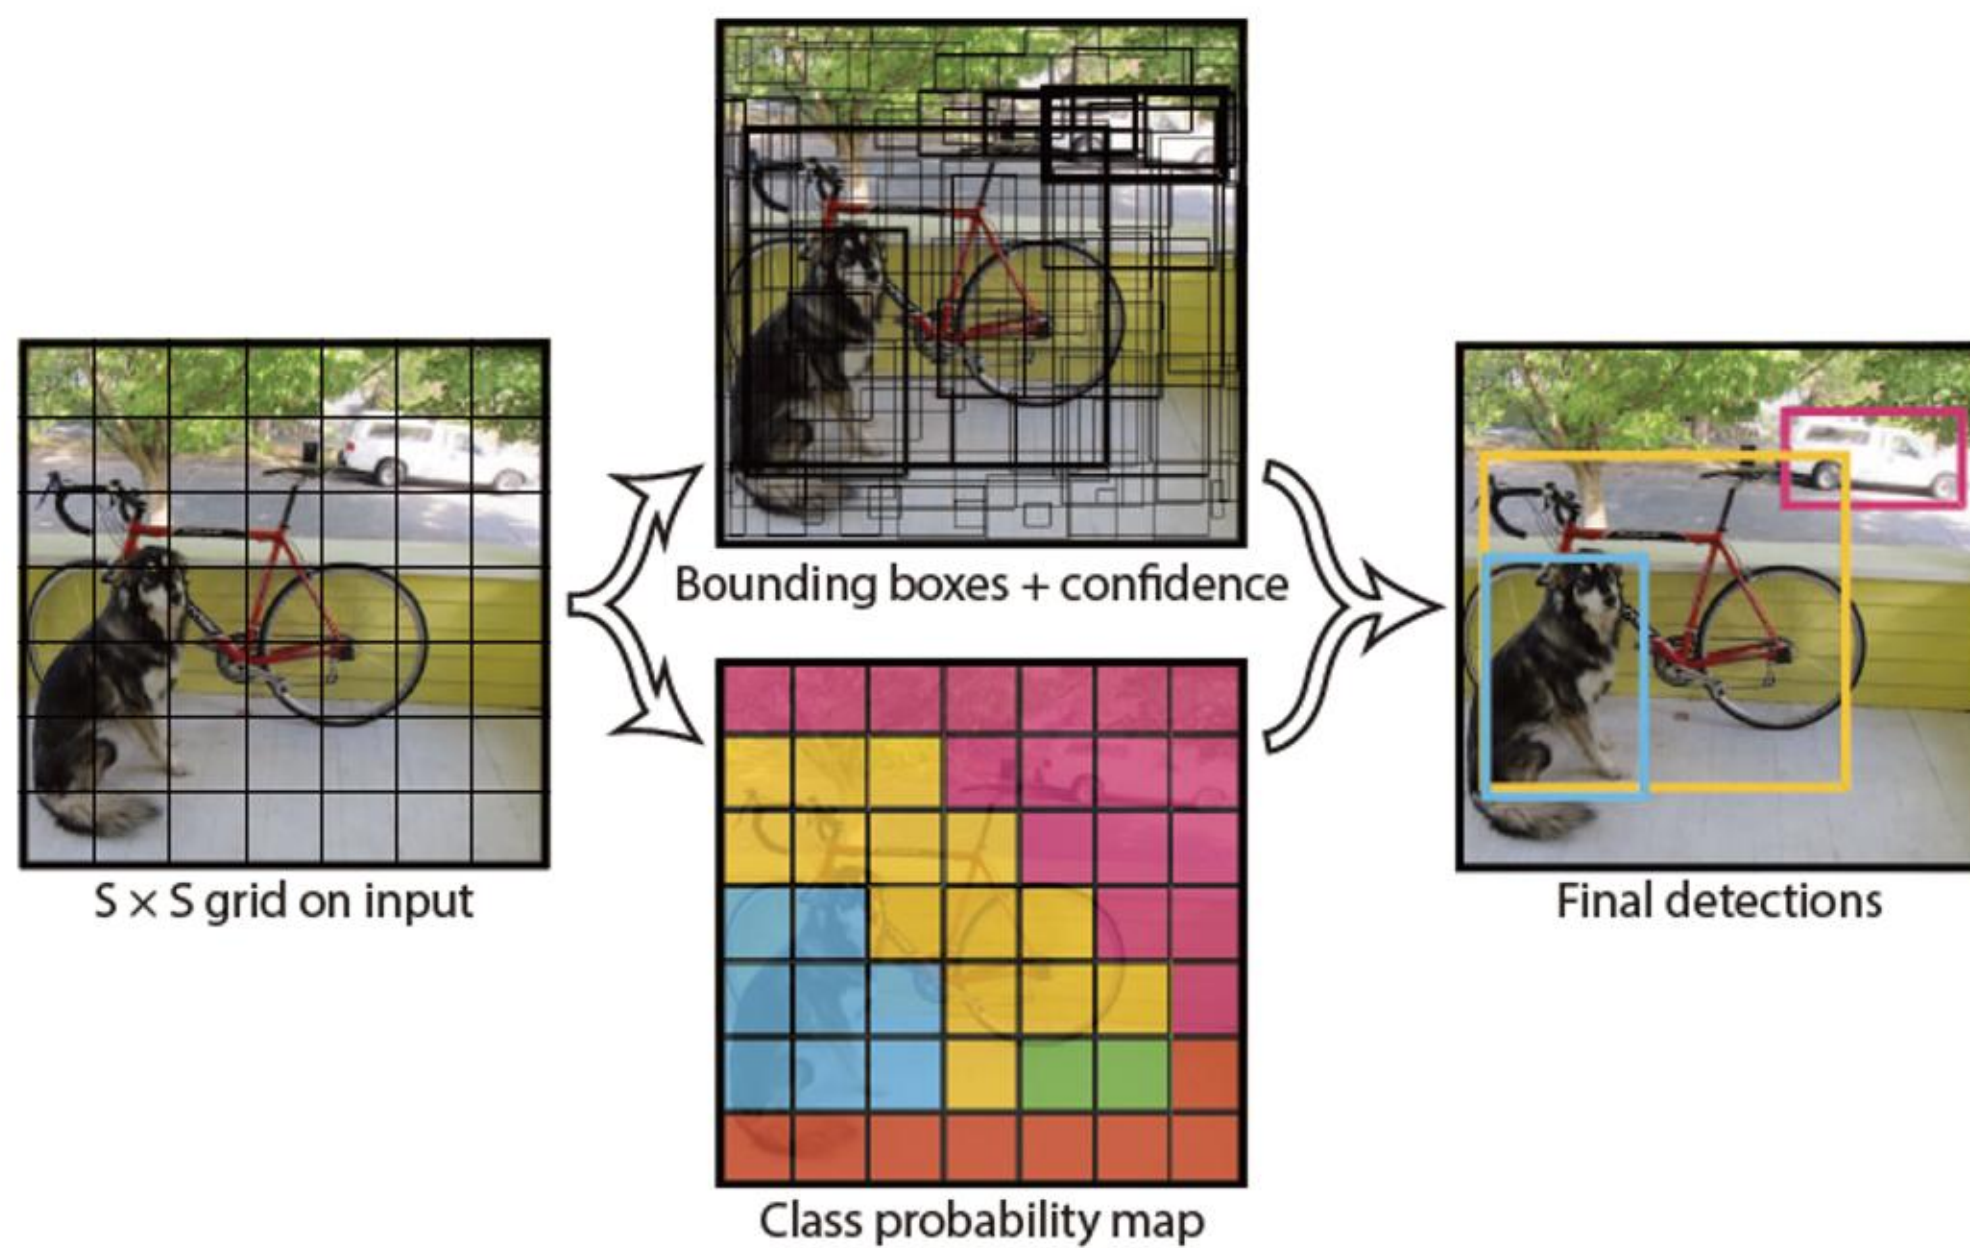 Bounding boxes + confidence
S × S grid on input
Final detections
Class probability map